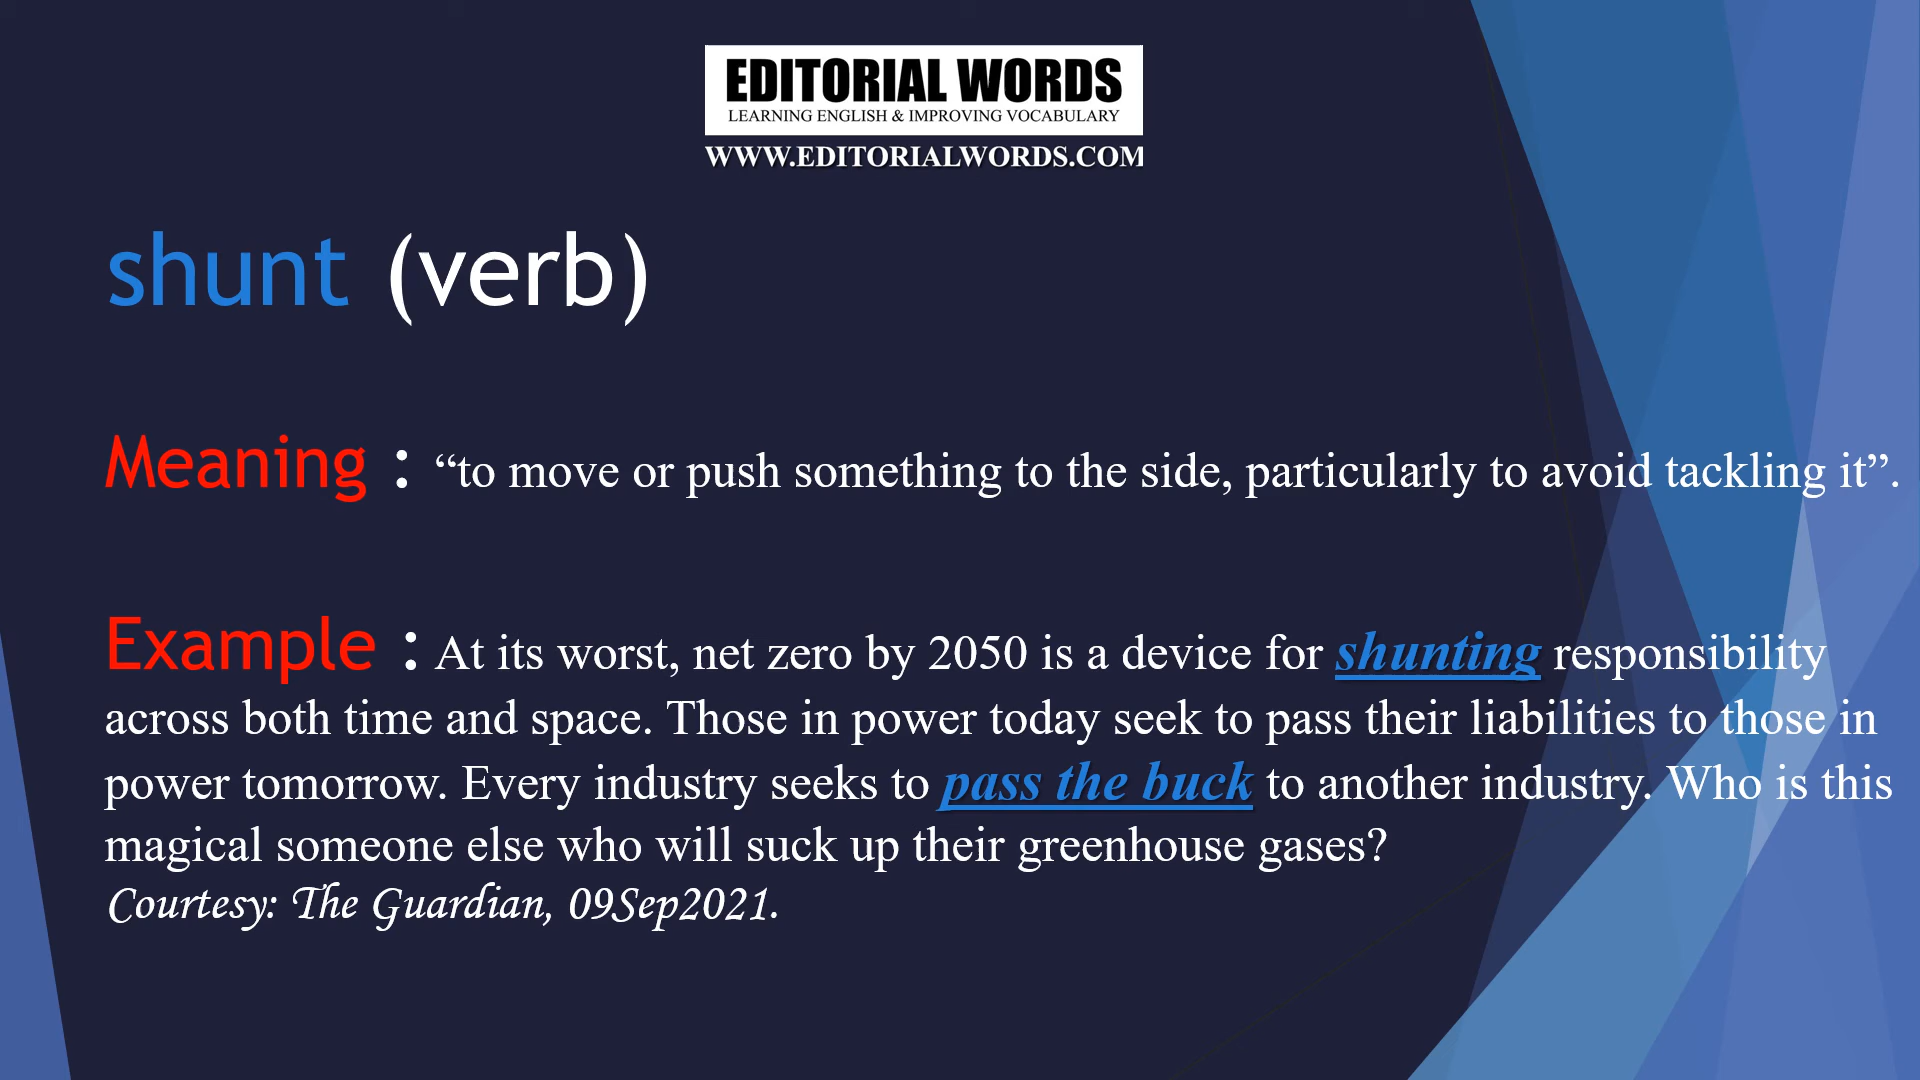 EDITORIAL WORDS
LEARNING ENGLISH & IMPROVING VOCABULARY
WWW.EDITORIALWORDS.COM
shunt (verb)
Meaning : “to move or push something to the side, particularly to avoid tackling it”.
Example : At its worst, net zero by 2050 is a device for shunting responsibility
across both time and space. Those in power today seek to pass their liabilities to those in
power tomorrow. Every industry seeks to pass the buck to another industry. Who is this
magical someone else who will suck up their greenhouse gases?
Courtesy: The Guardian, 09Sep2021.